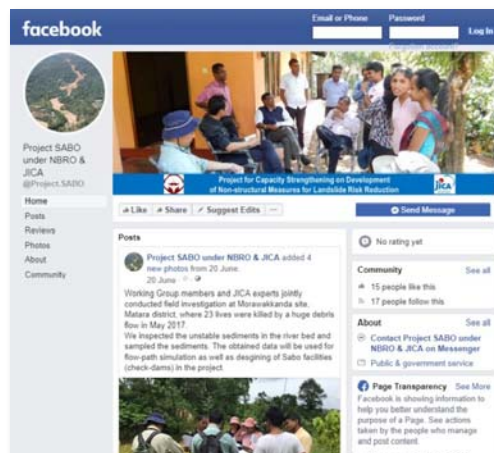 facebook
Email or Phone
Password
Log In
Project SABO
under NBRO &
JICA
@Project.SABO
Home
Posts
Reviews
Photos
About
Community
Project for Capacity Strengthening on Development
of Non-structural Measures for Landslide Risk Reduction
JICA
Like
Share
Suggest Edits
Send Message
Posts
Project SABO under NBRO & JICA added 4
new photos from 20 June.
20 June
Working Group members and JICA experts jointly
conducted field investigation at Morawakkanda site,
Matara district, where 23 lives were killed by a huge debris
flow in May 2017.
We inspected the unstable sediments in the river bed and
sampled the sediments. The obtained data will be used for
flow-path simulation as well as desgining of Sabo facilities
(check-dams) in the project.
No rating yet
Community
See all
15 people like this
17 people follow this
About
See all
Contact Project SABO under
NBRO & JICA on Messenger
Public & government service
Page Transparency
See More
Facebook is showing information to
help you better understand the
purpose of a Page. See actions
taken by the people who manage
and post content.